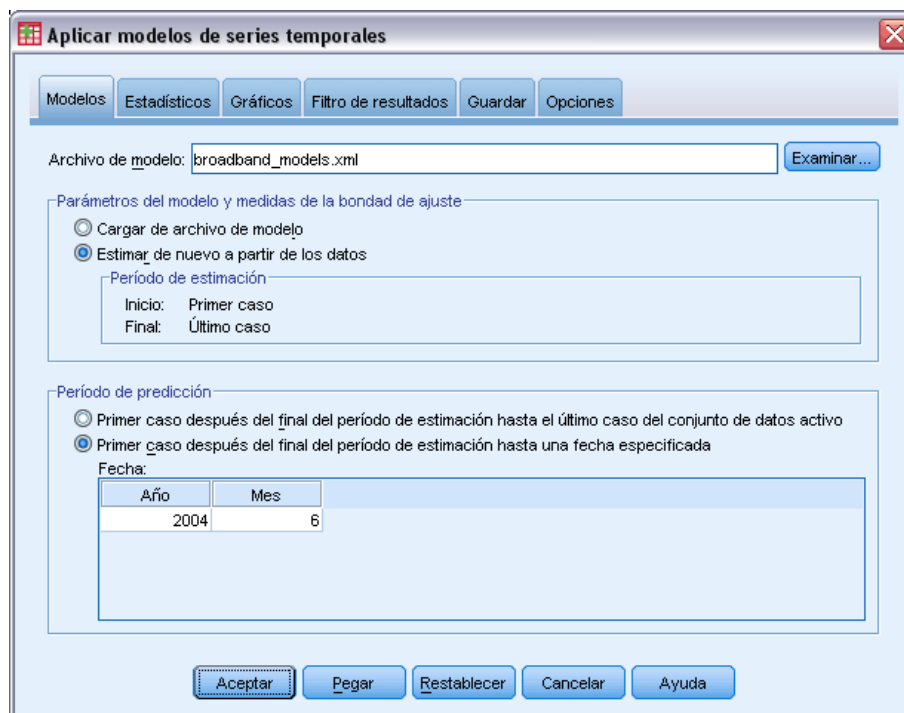 Aplicar modelos de series temporales
Modelos Estadísticos Gráficos Filtro de resultados Guardar Opciones
Archivo de modelo: broadband_models.xml Examinar...
Parámetros del modelo y medidas de la bondad de ajuste
Cargar de archivo de modelo
Estimar de nuevo a partir de los datos
Período de estimación
Inicio: Primer caso
Final: Último caso
Período de predicción
Primer caso después del final del período de estimación hasta el último caso del conjunto de datos activo
Primer caso después del final del período de estimación hasta una fecha especificada
Fecha:
Año Mes
2004 6
Aceptar Pegar Restablecer Cancelar Ayuda